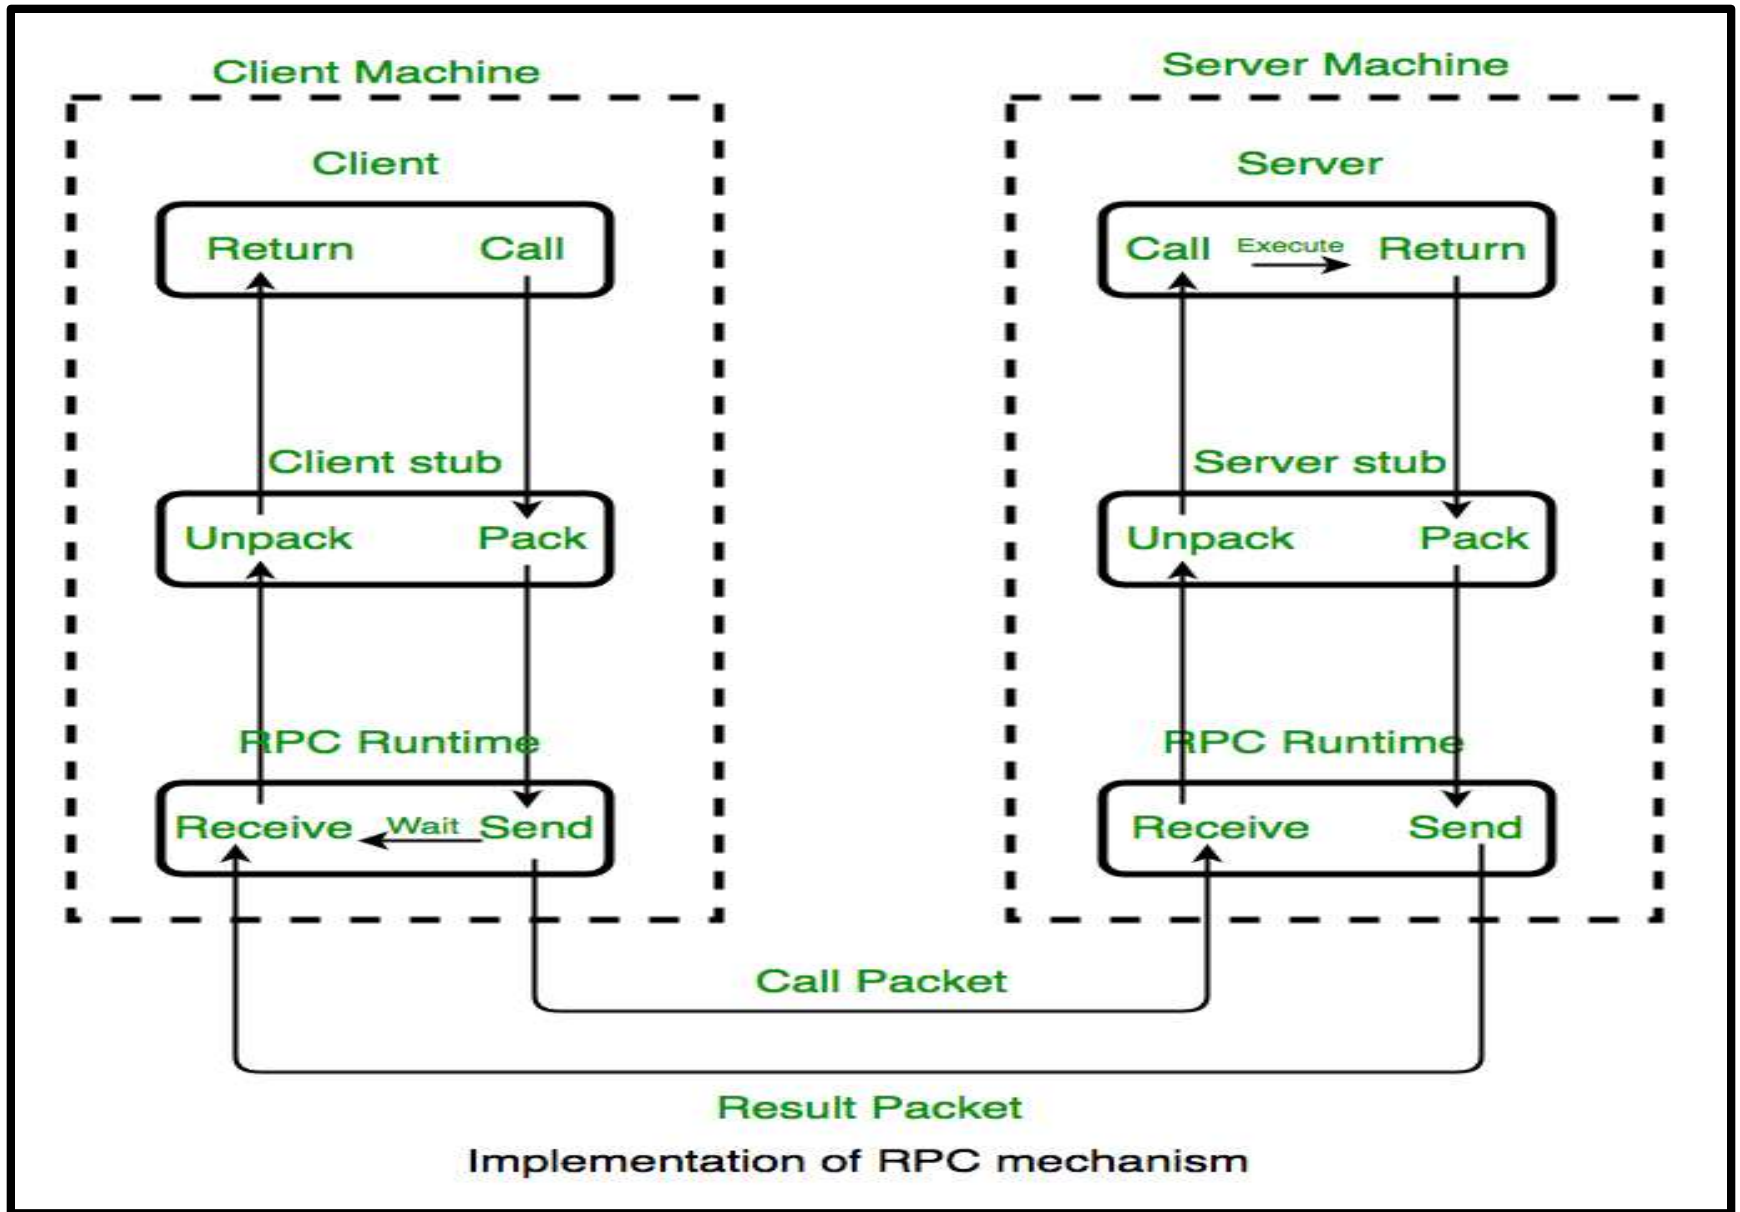 Client Machine
Server Machine
Client
Server
Return Call
Call Execute Return
Client stub
Server stub
Unpack Pack
Unpack Pack
RPC Runtime
RPC Runtime
Receive Wait Send
Receive Send
Call Packet
Result Packet
Implementation of RPC mechanism